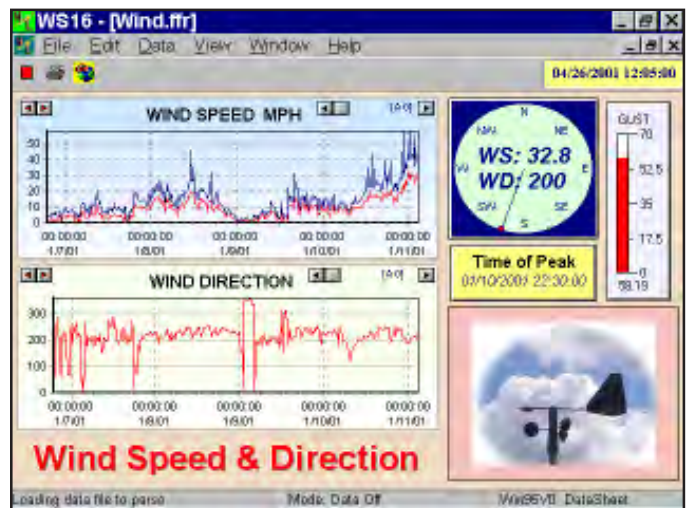 WS16 - [Wind.ffr]
File Edit Data View Window Help
04/26/2001 12:05:00
WIND SPEED MPH
[A 0]
50
40
30
20
10
0
00:00:00 00:00:00 00:00:00 00:00:00 00:00:00
1/7/01 1/8/01 1/9/01 1/10/01 1/11/01
N
NW NE
W E
WS: 32.8
WD: 200
SW SE
S
GUST
70
52.5
35
17.5
0
58.19
Time of Peak
01/10/2001 22:30:00
WIND DIRECTION
[A 0]
300
200
100
0
00:00:00 00:00:00 00:00:00 00:00:00 00:00:00
1/7/01 1/8/01 1/9/01 1/10/01 1/11/01
Wind Speed & Direction
Loading data file to parse Mode: Data Off DataSheet